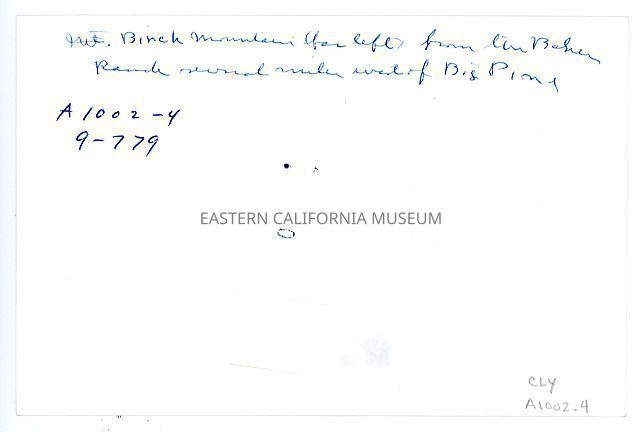 Mt. Birch Mountain (far left) from the Baker
Ranch several miles west of Big Pine
A1002-4
9-779
EASTERN CALIFORNIA MUSEUM
CLY
A1002.4